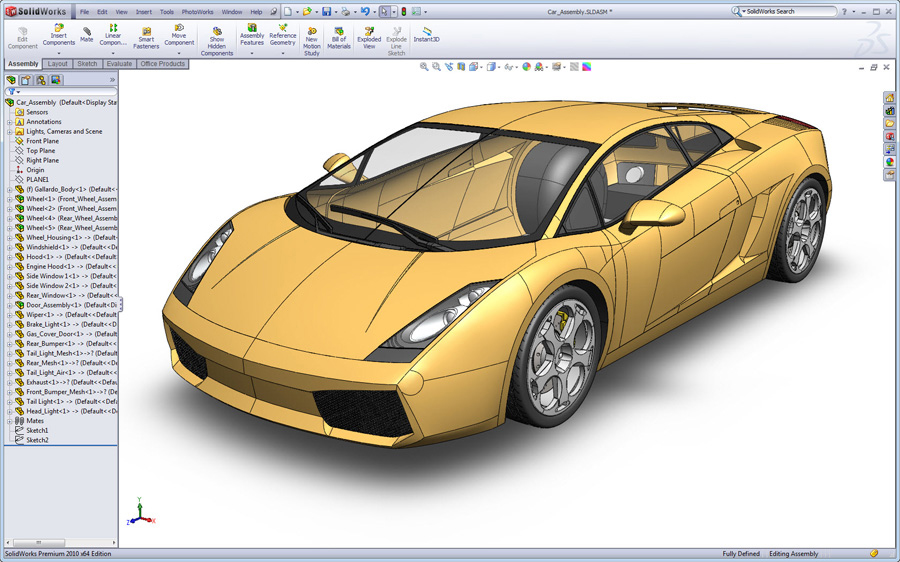 SolidWorks File Edit View Insert Tools PhotoWorks Window Help Car_Assembly.SLDASM * SolidWorks Search
Edit Component
Insert Components
Mate
Linear Compon...
Smart Fasteners
Move Component
Show Hidden Components
Assembly Features
Reference Geometry
New Motion Study
Bill of Materials
Exploded View
Explode Line Sketch
Instant3D
Assembly Layout Sketch Evaluate Office Products
Car_Assembly (Default<Display Sta
Sensors
Annotations
Lights, Cameras and Scene
Front Plane
Top Plane
Right Plane
Origin
PLANE1
(f) Gallardo_Body<1> (Default<<
Wheel<1> (Front_Wheel_Assemb
Wheel<2> (Front_Wheel_Assemb
Wheel<4> (Rear_Wheel_Assemb
Wheel<5> (Rear_Wheel_Assemb
Wheel_Housing<1> -> (Default<
Windshield<1> -> (Default<<De
Hood<1> -> (Default<<Default>
Engine Hood<1> -> (Default<<D
Side Window 1<1> -> (Default<
Side Window 2<1> -> (Default<
Rear_Window<1> -> (Default<<D
Door_Assembly<1> (Default<Di
Wiper<1> -> (Default<<Default
Brake_Light<1> -> (Default<<D
Gas_Cover_Door<1> -> (Default
Rear_Bumper<1> -> (Default<<D
Tail_Light_Mesh<1>->? (Default
Rear_Mesh<1>->? (Default<<De
Tail_Light_Air<1> -> (Default<<D
Exhaust<1>->? (Default<<Defau
Front_Bumper_Mesh<1>->? (D
Tail Light<1> -> (Default<<Defa
Head_Light<1> -> (Default<<De
Mates
Sketch1
Sketch2
Y
Z X
SolidWorks Premium 2010 x64 Edition Fully Defined Editing Assembly